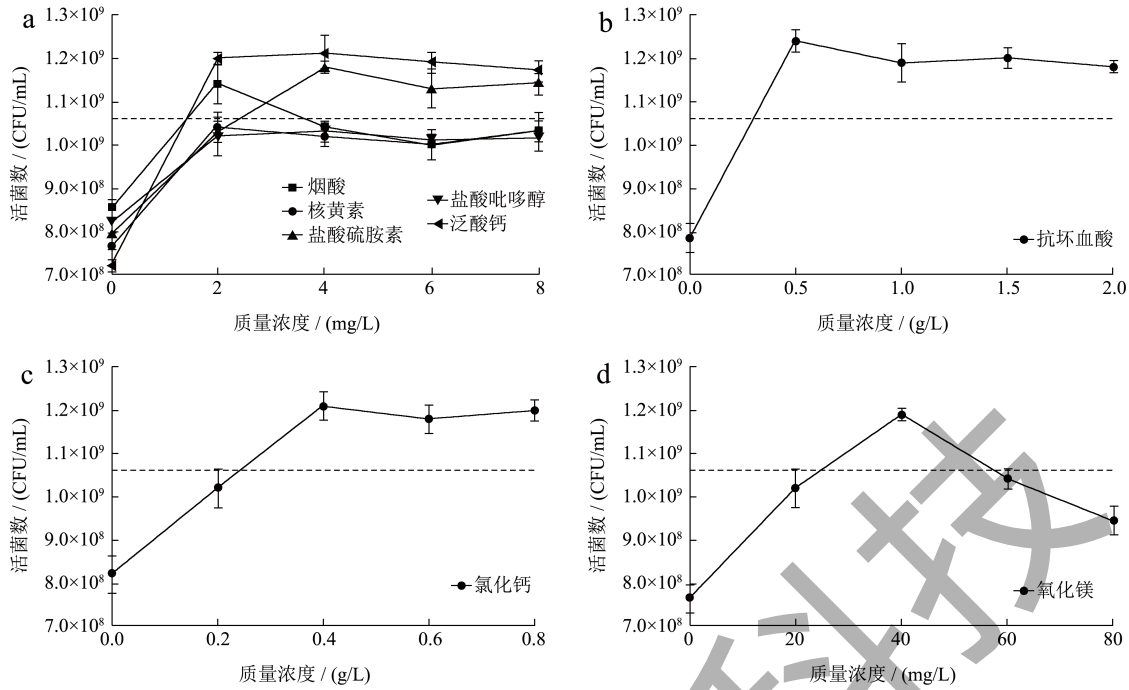 a
1.3×10⁹
1.2×10⁹
1.1×10⁹
1.0×10⁹
9.0×10⁸
8.0×10⁸
7.0×10⁸
活菌数 / (CFU/mL)
烟酸
核黄素
盐酸硫胺素
盐酸吡哆醇
泛酸钙
0 2 4 6 8
质量浓度 / (mg/L)
b
1.3×10⁹
1.2×10⁹
1.1×10⁹
1.0×10⁹
9.0×10⁸
8.0×10⁸
7.0×10⁸
活菌数 / (CFU/mL)
抗坏血酸
0.0 0.5 1.0 1.5 2.0
质量浓度 / (g/L)
c
1.3×10⁹
1.2×10⁹
1.1×10⁹
1.0×10⁹
9.0×10⁸
8.0×10⁸
7.0×10⁸
活菌数 / (CFU/mL)
氯化钙
0.0 0.2 0.4 0.6 0.8
质量浓度 / (g/L)
d
1.3×10⁹
1.2×10⁹
1.1×10⁹
1.0×10⁹
9.0×10⁸
8.0×10⁸
7.0×10⁸
活菌数 / (CFU/mL)
氧化镁
0 20 40 60 80
质量浓度 / (mg/L)
科技